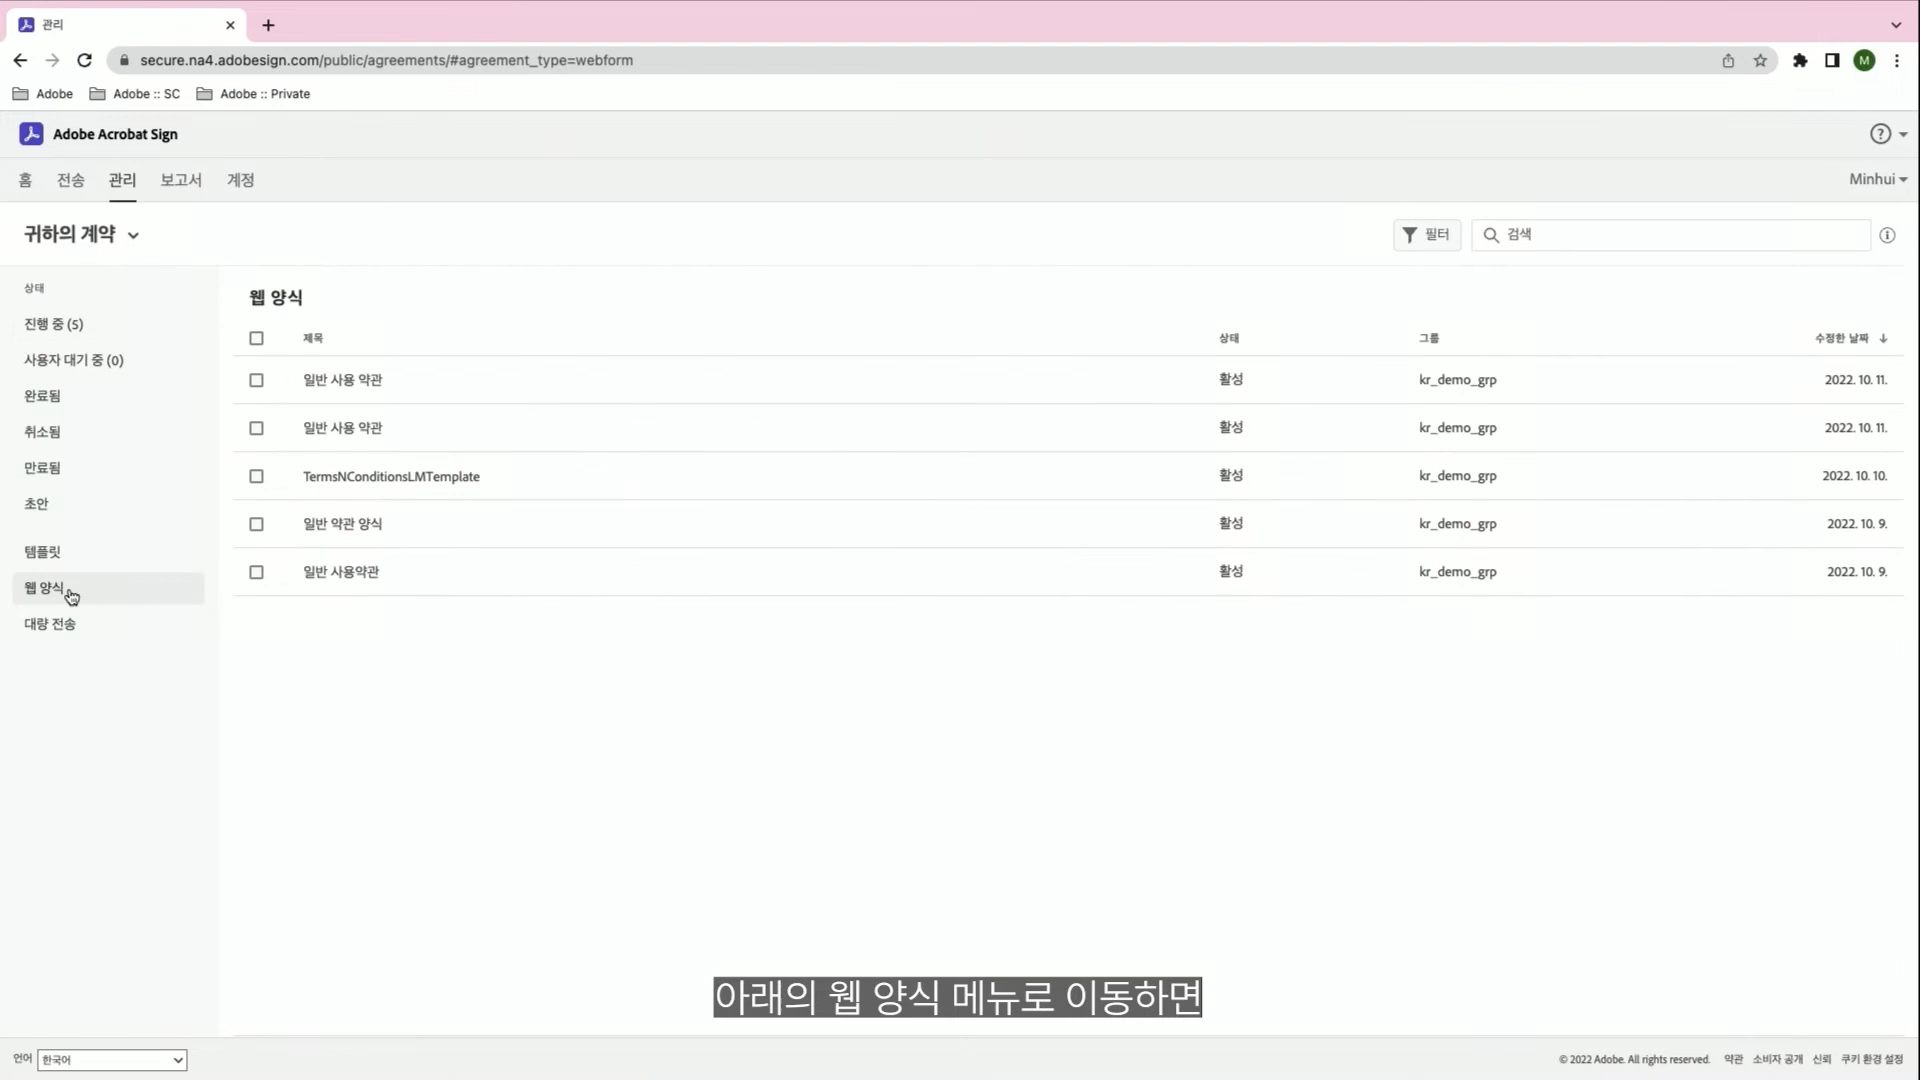 관리
secure.na4.adobesign.com/public/agreements/#agreement_type=webform
M
Adobe
Adobe :: SC
Adobe :: Private
Adobe Acrobat Sign
홈 전송 관리 보고서 계정
Minhui
귀하의 계약
필터
검색
상태
진행 중 (5)
사용자 대기 중 (0)
완료됨
취소됨
만료됨
초안
템플릿
웹 양식
대량 전송
웹 양식
제목 상태 그룹 수정한 날짜
일반 사용 약관 활성 kr_demo_grp 2022. 10. 11.
일반 사용 약관 활성 kr_demo_grp 2022. 10. 11.
TermsNConditionsLMTemplate 활성 kr_demo_grp 2022. 10. 10.
일반 약관 양식 활성 kr_demo_grp 2022. 10. 9.
일반 사용약관 활성 kr_demo_grp 2022. 10. 9.
아래의 웹 양식 메뉴로 이동하면
언어 한국어
© 2022 Adobe. All rights reserved. 약관 소비자 공개 신뢰 쿠키 환경 설정